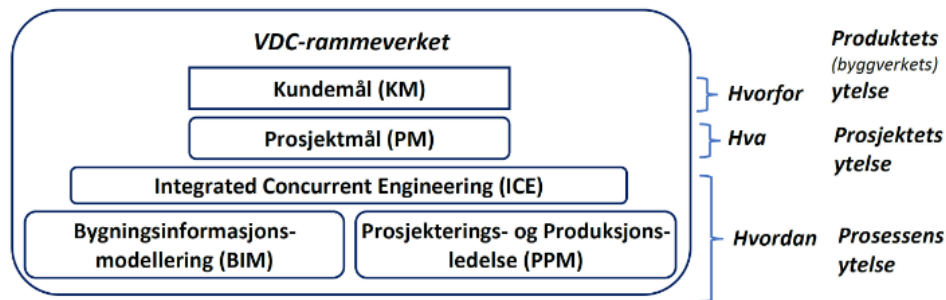 VDC-rammeverket
Kundemål (KM)
Prosjektmål (PM)
Integrated Concurrent Engineering (ICE)
Bygningsinformasjons-
modellering (BIM)
Prosjekterings- og Produksjons-
ledelse (PPM)
Hvorfor
Hva
Hvordan
Produktets
(byggverkets)
ytelse
Prosjektets
ytelse
Prosessens
ytelse